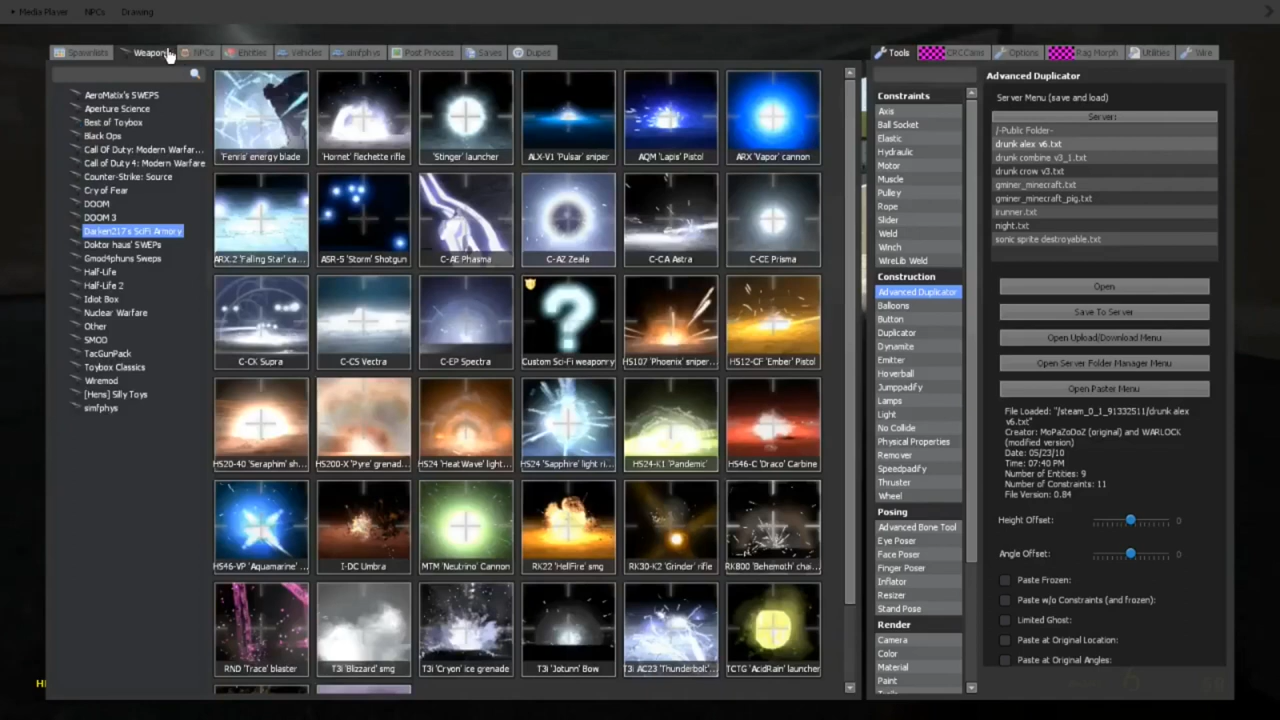 Media Player NPCs Drawing
Spawnlists Weapon NPCs Entities Vehicles simfphys Post Process Saves Dupes
AeroMatix's SWEPS
Aperture Science
Best of Toybox
Black Ops
Call Of Duty: Modern Warfar...
Call of Duty 4: Modern Warfare
Counter-Strike: Source
Cry of Fear
DOOM
DOOM 3
Darken217's SciFi Armory
Doktor haus' SWEPs
Gmod4phuns Sweps
Half-Life
Half-Life 2
Idiot Box
Nuclear Warfare
Other
SMOD
TacGunPack
Toybox Classics
Wiremod
[Hens] Silly Toys
simfphys
'Fenris' energy blade 'Hornet' flechette rifle 'Stinger' launcher ALX-V1 'Pulsar' sniper AQM 'Lapis' Pistol ARX 'Vapor' cannon
ARX.2 'Falling Star' ca... ASR-5 'Storm' Shotgun C-AE Phasma C-AZ Zeala C-CA Astra C-CE Prisma
C-CK Supra C-CS Vectra C-EP Spectra Custom Sci-Fi weaponry HS107 'Phoenix' sniper... HS12-CF 'Ember' Pistol
HS20-40 'Seraphim' sh... HS200-X 'Pyre' grenad... HS24 'HeatWave' light... HS24 'Sapphire' light ri... HS24-K1 'Pandemic' HS46-C 'Draco' Carbine
HS46-VP 'Aquamarine' ... I-DC Umbra MTM 'Neutrino' Cannon RK22 'HellFire' smg RK30-K2 'Grinder' rifle RK800 'Behemoth' chai...
RND 'Trace' blaster T3i 'Blizzard' smg T3i 'Cryon' ice grenade T3i 'Jotunn' Bow T3i AC23 'Thunderbolt'... TCTG 'AcidRain' launcher
Tools CRCCams Options Rag Morph Utilities Wire
Constraints
Axis
Ball Socket
Elastic
Hydraulic
Motor
Muscle
Pulley
Rope
Slider
Weld
Winch
WireLib Weld
Construction
Advanced Duplicator
Balloons
Button
Duplicator
Dynamite
Emitter
Hoverball
Jumppadify
Lamps
Light
No Collide
Physical Properties
Remover
Speedpadify
Thruster
Wheel
Posing
Advanced Bone Tool
Eye Poser
Face Poser
Finger Poser
Inflator
Resizer
Stand Pose
Render
Camera
Color
Material
Paint
Advanced Duplicator
Server Menu (save and load)
Server:
/-Public Folder-
drunk alex v6.txt
drunk combine v3_1.txt
drunk crow v3.txt
gminer_minecraft.txt
gminer_minecraft_pig.txt
irunner.txt
night.txt
sonic sprite destroyable.txt
Open
Save To Server
Open Upload/Download Menu
Open Server Folder Manager Menu
Open Paster Menu
File Loaded: "/steam_0_1_91332511/drunk alex
v6.txt"
Creator: MoPaZoDoZ (original) and WARLOCK
(modified version)
Date: 05/23/10
Time: 07:40 PM
Number of Entities: 9
Number of Constraints: 11
File Version: 0.84
Height Offset: 0
Angle Offset: 0
Paste Frozen:
Paste w/o Constraints (and frozen):
Limited Ghost:
Paste at Original Location:
Paste at Original Angles: